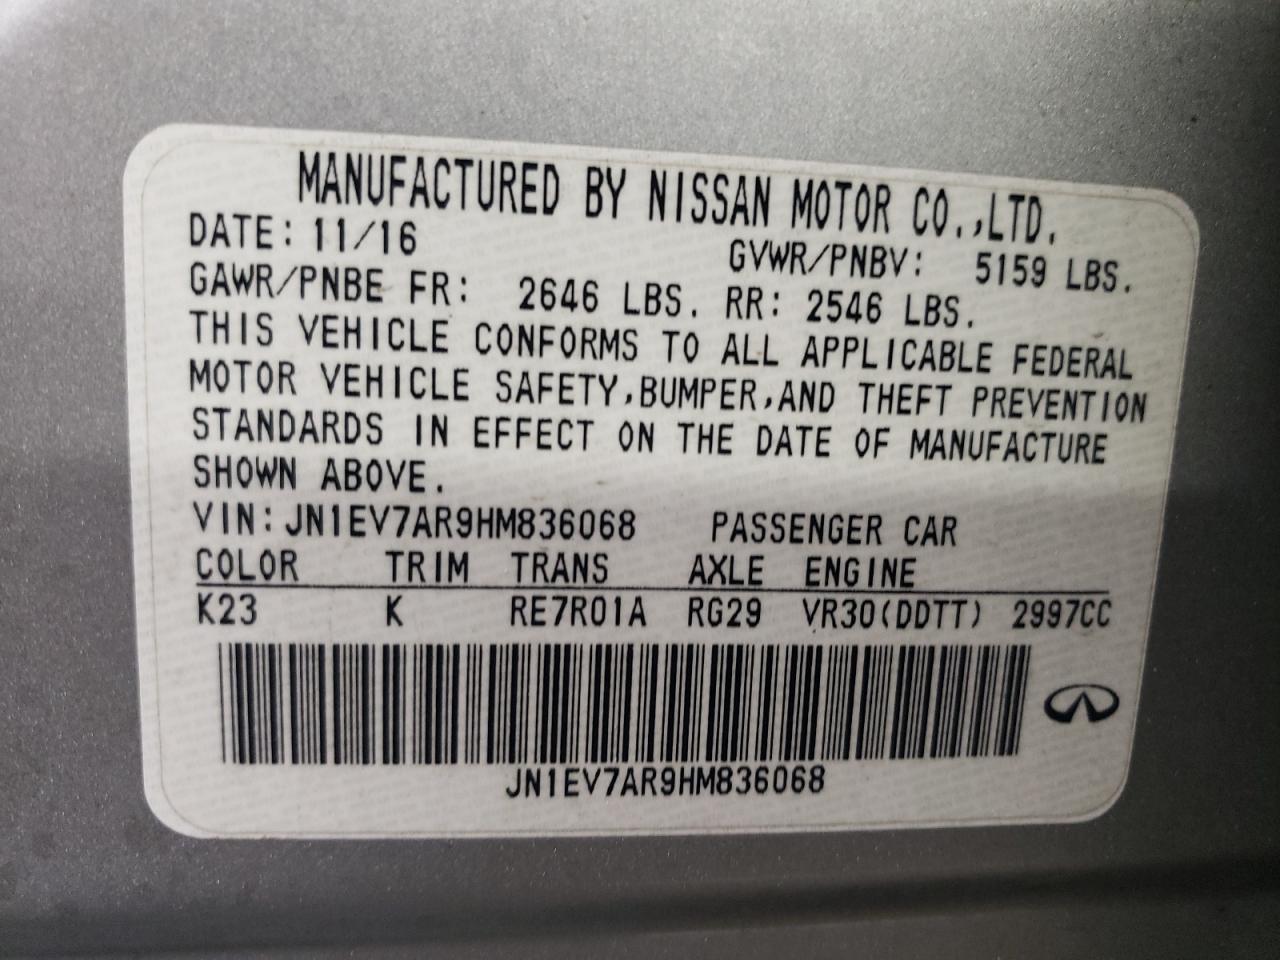 MANUFACTURED BY NISSAN MOTOR CO.,LTD.
DATE: 11/16 GVWR/PNBV: 5159 LBS.
GAWR/PNBE FR: 2646 LBS. RR: 2546 LBS.
THIS VEHICLE CONFORMS TO ALL APPLICABLE FEDERAL
MOTOR VEHICLE SAFETY,BUMPER,AND THEFT PREVENTION
STANDARDS IN EFFECT ON THE DATE OF MANUFACTURE
SHOWN ABOVE.
VIN: JN1EV7AR9HM836068 PASSENGER CAR
COLOR TRIM TRANS AXLE ENGINE
K23 K RE7R01A RG29 VR30(DDTT) 2997CC
JN1EV7AR9HM836068